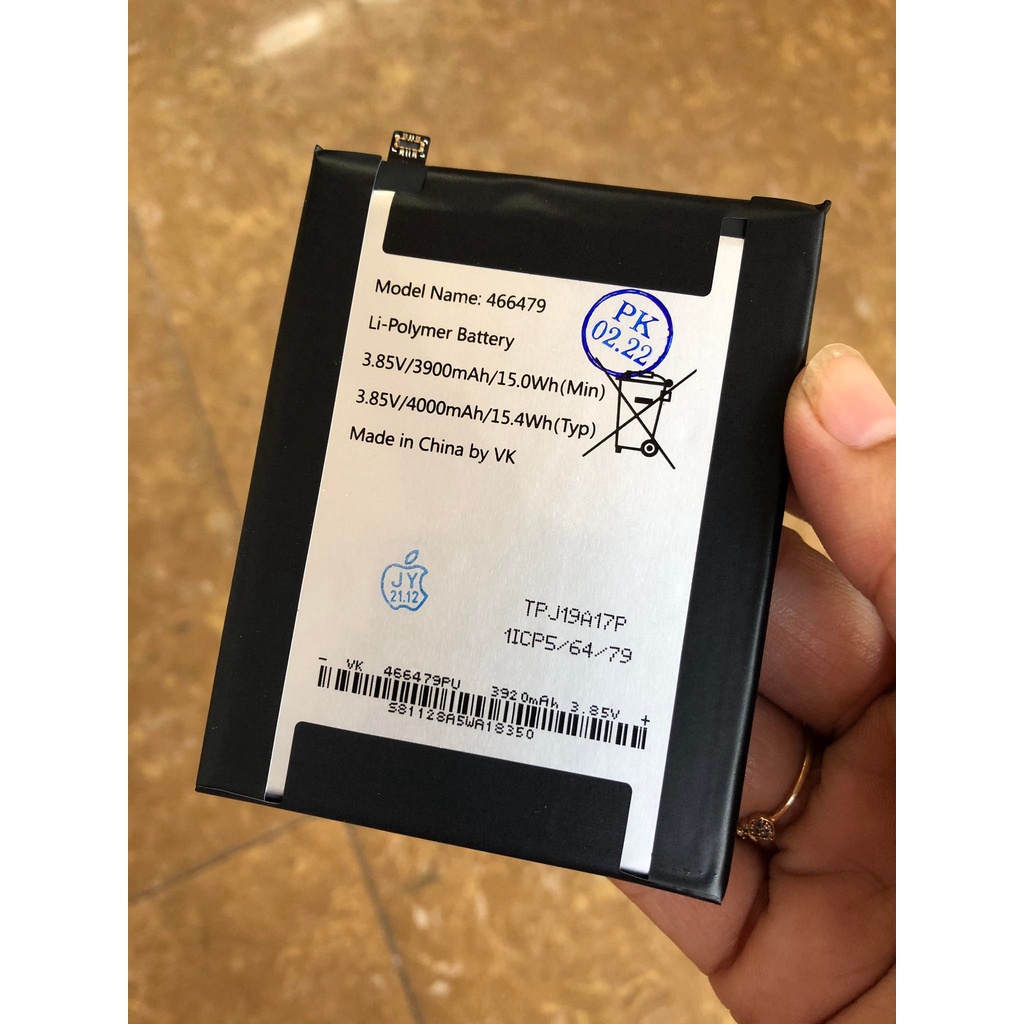 Model Name: 466479
Li-Polymer Battery
3.85V/3900mAh/15.0Wh(Min)
3.85V/4000mAh/15.4Wh(Typ)
Made in China by VK
PK
02.22
JY
21.12
TPJ19A17P
1ICP5/64/79
- VK 466479PU 3920mAh 3.85V +
S81128A5WA18350